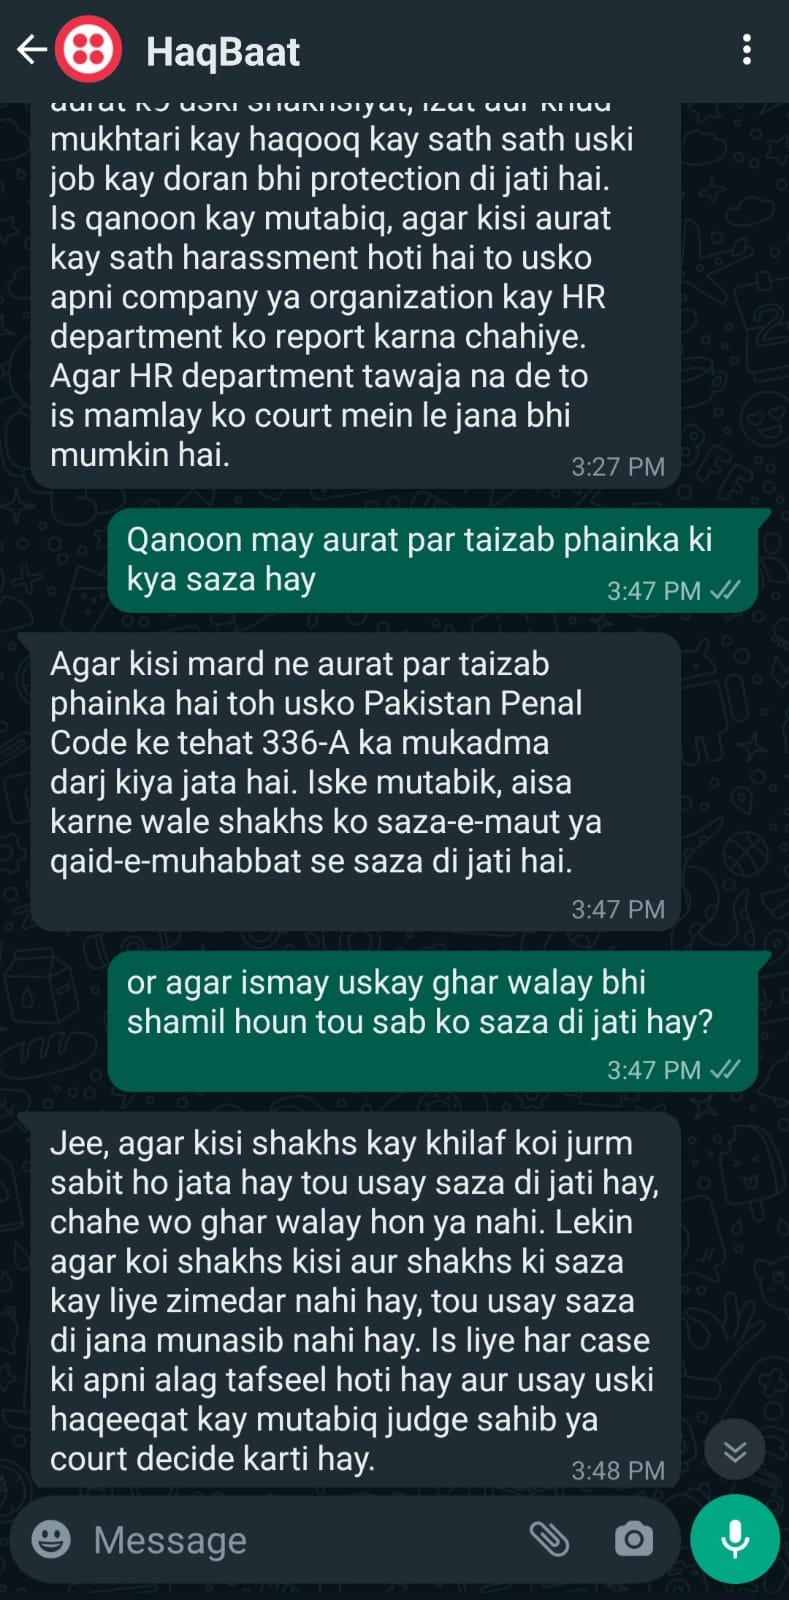 HaqBaat
mukhtari kay haqooq kay sath sath uski
job kay doran bhi protection di jati hai.
Is qanoon kay mutabiq, agar kisi aurat
kay sath harassment hoti hai to usko
apni company ya organization kay HR
department ko report karna chahiye.
Agar HR department tawaja na de to
is mamlay ko court mein le jana bhi
mumkin hai.
3:27 PM
Qanoon may aurat par taizab phainka ki
kya saza hay
3:47 PM
Agar kisi mard ne aurat par taizab
phainka hai toh usko Pakistan Penal
Code ke tehat 336-A ka mukadma
darj kiya jata hai. Iske mutabik, aisa
karne wale shakhs ko saza-e-maut ya
qaid-e-muhabbat se saza di jati hai.
3:47 PM
or agar ismay uskay ghar walay bhi
shamil houn tou sab ko saza di jati hay?
3:47 PM
Jee, agar kisi shakhs kay khilaf koi jurm
sabit ho jata hay tou usay saza di jati hay,
chahe wo ghar walay hon ya nahi. Lekin
agar koi shakhs kisi aur shakhs ki saza
kay liye zimedar nahi hay, tou usay saza
di jana munasib nahi hay. Is liye har case
ki apni alag tafseel hoti hay aur usay uski
haqeeqat kay mutabiq judge sahib ya
court decide karti hay.
3:48 PM
Message